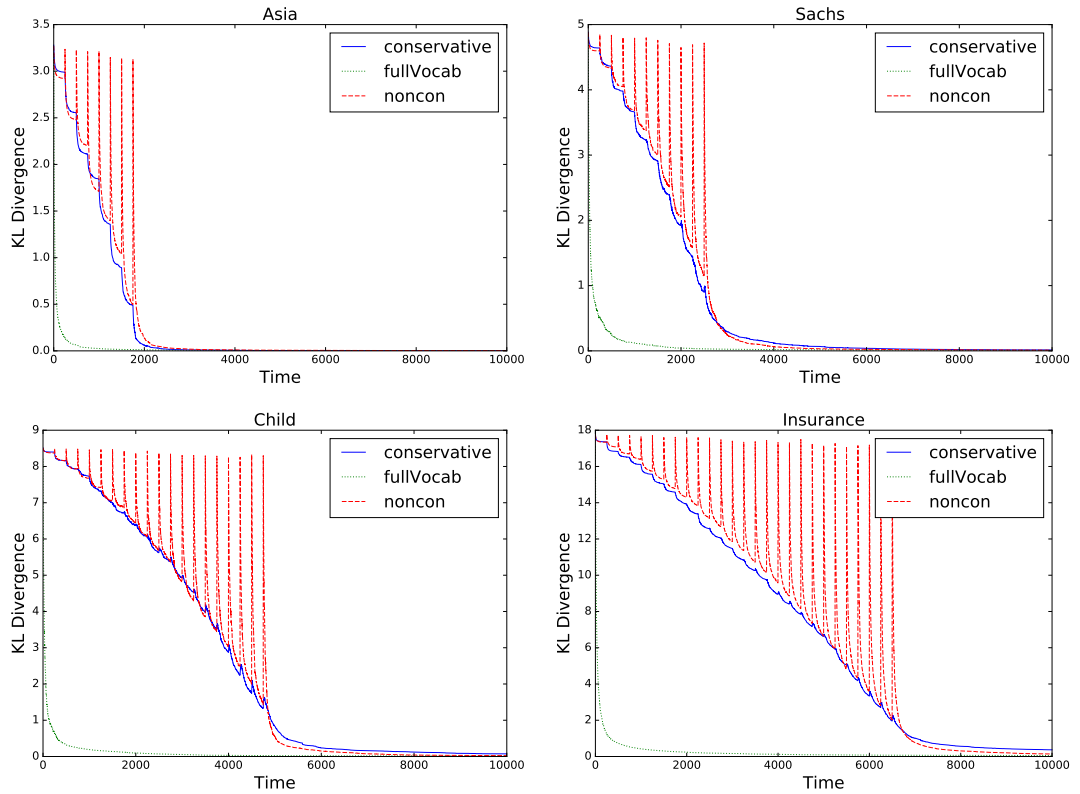 Asia
3.5
3.0
2.5
2.0
1.5
1.0
0.5
0.0
KL Divergence
conservative
fullVocab
noncon
0 2000 4000 6000 8000 10000
Time
Sachs
5
4
3
2
1
0
KL Divergence
conservative
fullVocab
noncon
0 2000 4000 6000 8000 10000
Time
Child
9
8
7
6
5
4
3
2
1
0
KL Divergence
conservative
fullVocab
noncon
0 2000 4000 6000 8000 10000
Time
Insurance
18
16
14
12
10
8
6
4
2
0
KL Divergence
conservative
fullVocab
noncon
0 2000 4000 6000 8000 10000
Time